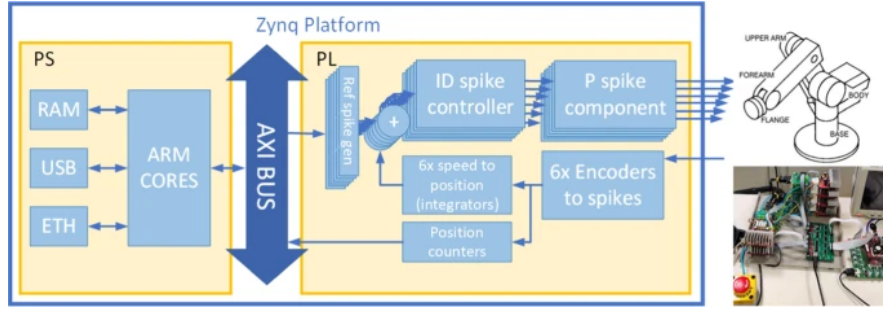 Zynq Platform
PS
RAM
USB
ETH
ARM
CORES
AXI BUS
PL
Ref spike gen
+
ID spike
controller
P spike
component
6x speed to
position
(integrators)
6x Encoders
to spikes
Position
counters
UPPER ARM
FOREARM
BODY
FLANGE
BASE